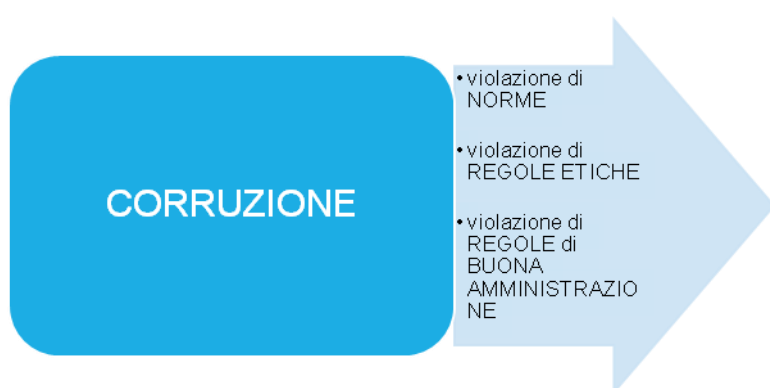 CORRUZIONE
• violazione di
NORME
• violazione di
REGOLE ETICHE
• violazione di
REGOLE di
BUONA
AMMINISTRAZIO
NE